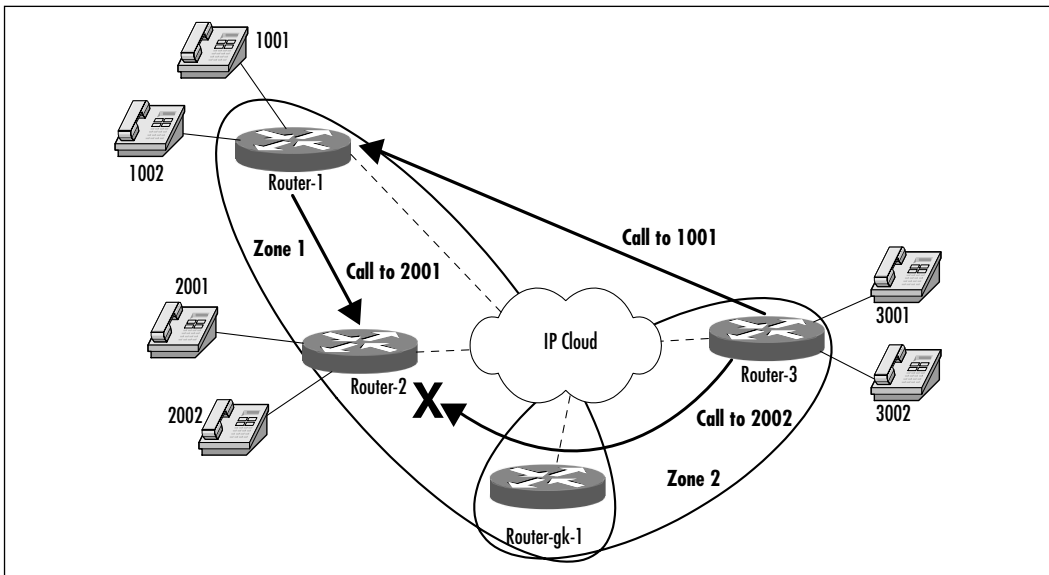 1001
1002
Router-1
Zone 1
Call to 2001
Call to 1001
2001
IP Cloud
3001
Router-2
Router-3
2002
X
Call to 2002
3002
Zone 2
Router-gk-1